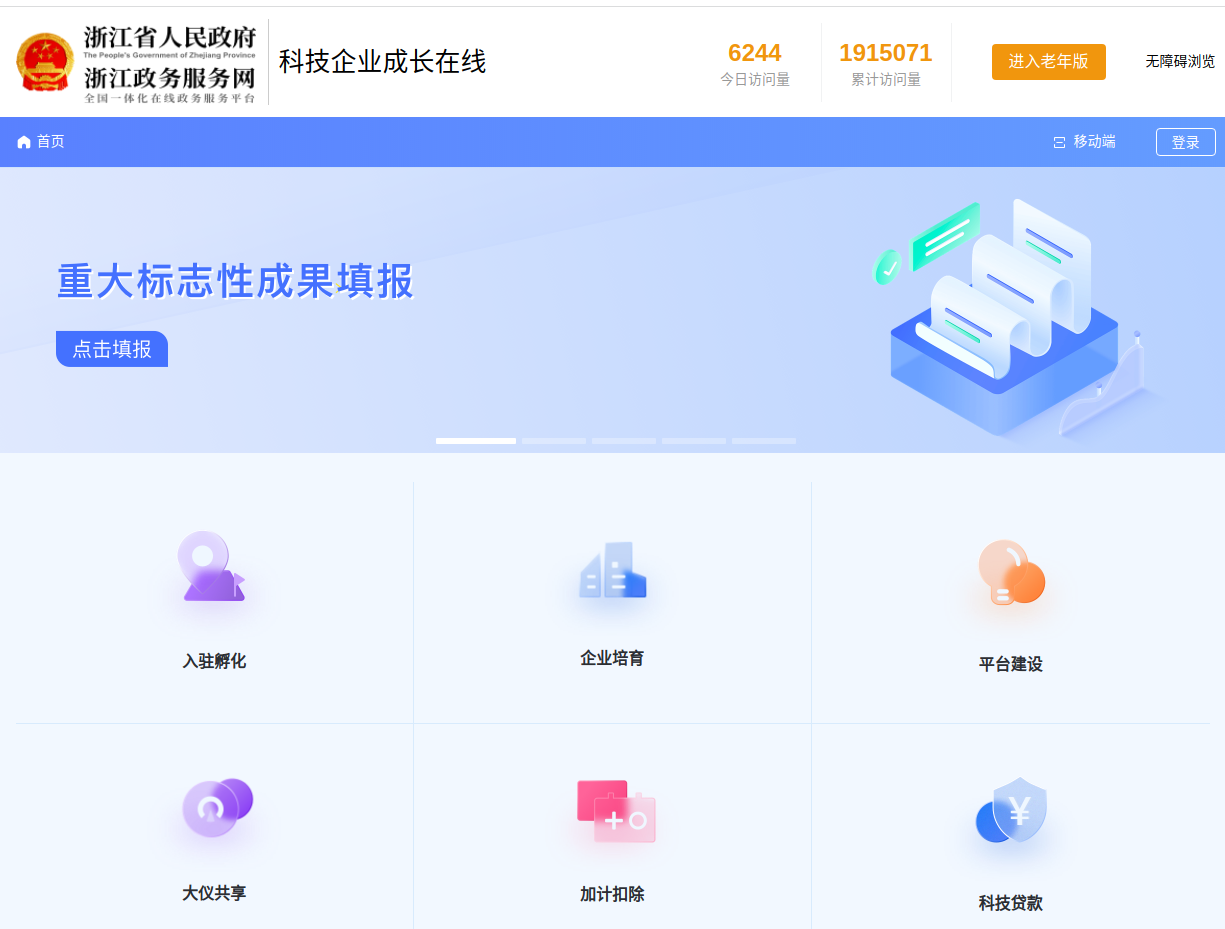 浙江省人民政府
The People's Government of Zhejiang Province
浙江政务服务网
全国一体化在线政务服务平台
科技企业成长在线
6244
今日访问量
1915071
累计访问量
进入老年版
无障碍浏览
首页
移动端
登录
重大标志性成果填报
点击填报
入驻孵化
企业培育
平台建设
大仪共享
加计扣除
科技贷款